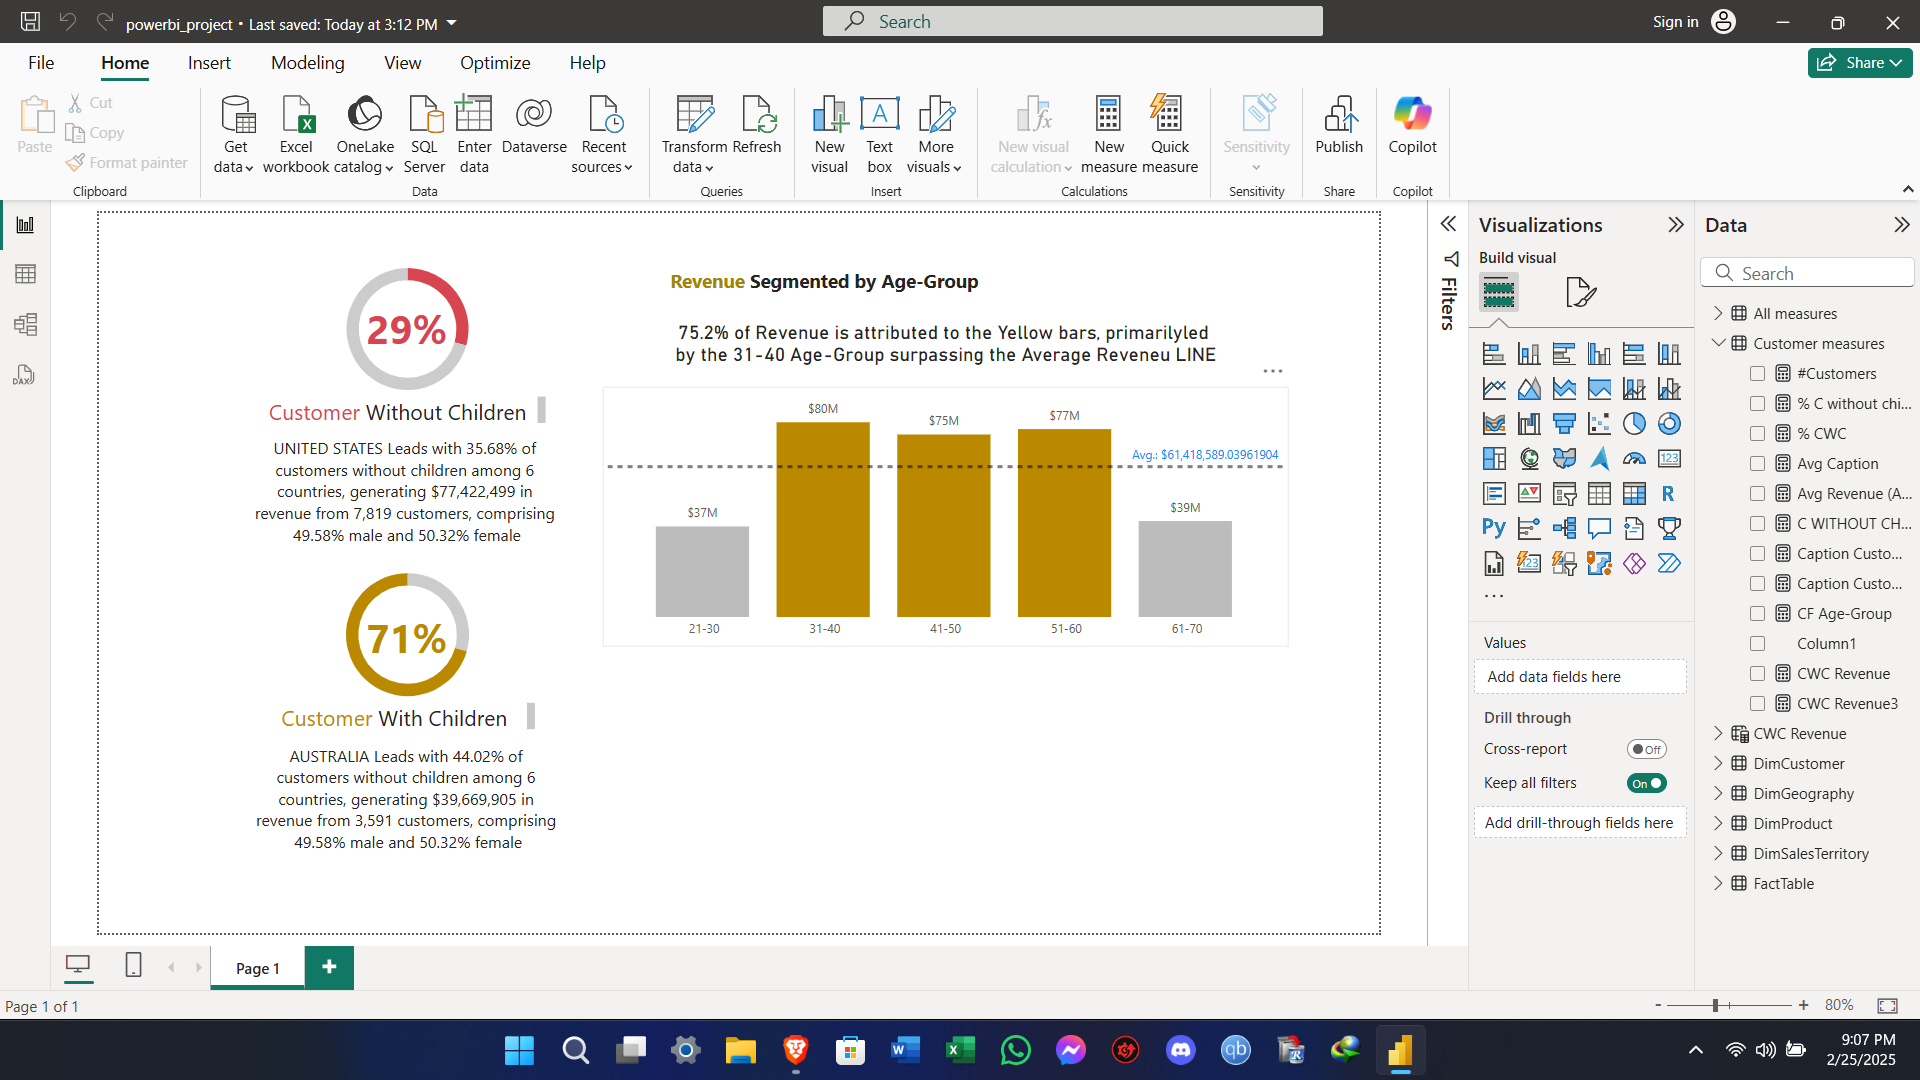 powerbi_project • Last saved: Today at 3:12 PM
Search
Sign in
File
Home
Insert
Modeling
View
Optimize
Help
Share
Paste
Cut
Copy
Format painter
Clipboard
Get data
Excel workbook
OneLake catalog
SQL Server
Enter data
Dataverse
Recent sources
Data
Transform data
Refresh
Queries
New visual
Text box
More visuals
Insert
New visual calculation
New measure
Quick measure
Calculations
Sensitivity
Sensitivity
Publish
Share
Copilot
Copilot
29%
Customer Without Children
UNITED STATES Leads with 35.68% of
customers without children among 6
countries, generating $77,422,499 in
revenue from 7,819 customers, comprising
49.58% male and 50.32% female
71%
Customer With Children
AUSTRALIA Leads with 44.02% of
customers without children among 6
countries, generating $39,669,905 in
revenue from 3,591 customers, comprising
49.58% male and 50.32% female
Revenue Segmented by Age-Group
75.2% of Revenue is attributed to the Yellow bars, primarilyled
by the 31-40 Age-Group surpassing the Average Reveneu LINE
$37M
$80M
$75M
$77M
$39M
Avg.: $61,418,589.03961904
21-30
31-40
41-50
51-60
61-70
Filters
Visualizations
Build visual
123
R
Py
123
Values
Add data fields here
Drill through
Cross-report
Off
Keep all filters
On
Add drill-through fields here
Data
Search
All measures
Customer measures
#Customers
% C without chi...
% CWC
Avg Caption
Avg Revenue (A...
C WITHOUT CH...
Caption Custo...
Caption Custo...
CF Age-Group
Column1
CWC Revenue
CWC Revenue3
CWC Revenue
DimCustomer
DimGeography
DimProduct
DimSalesTerritory
FactTable
DAX
Page 1
Page 1 of 1
- + 80%
W
X
qb
R
9:07 PM
2/25/2025